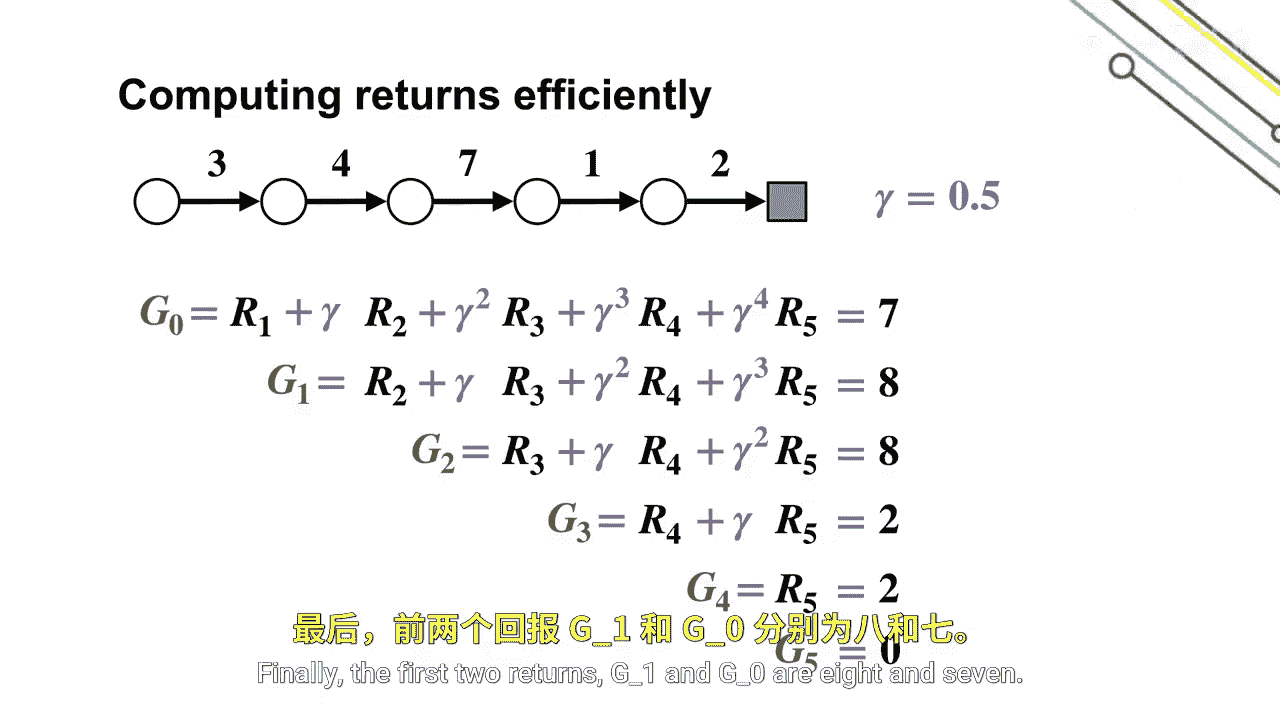 Computing returns efficiently
3 4 7 1 2
γ = 0.5
G₀ = R₁ + γ R₂ + γ² R₃ + γ³ R₄ + γ⁴ R₅ = 7
G₁ = R₂ + γ R₃ + γ² R₄ + γ³ R₅ = 8
G₂ = R₃ + γ R₄ + γ² R₅ = 8
G₃ = R₄ + γ R₅ = 2
G₄ = R₅ = 2
G₅ = 0
最后，前两个回报 G_1 和 G_0 分别为八和七。
Finally, the first two returns, G_1 and G_0 are eight and seven.